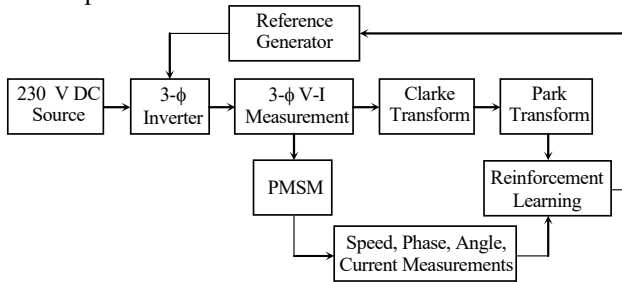 Reference
Generator
230 V DC
Source
3-ϕ
Inverter
3-ϕ V-I
Measurement
Clarke
Transform
Park
Transform
PMSM
Reinforcement
Learning
Speed, Phase, Angle,
Current Measurements